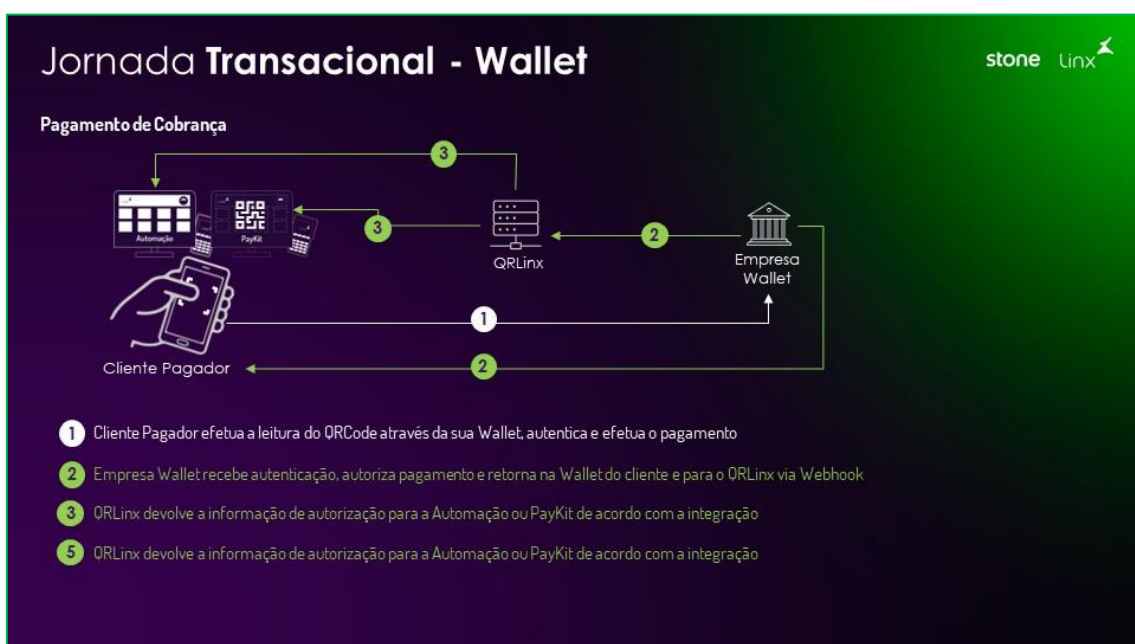 Jornada Transacional - Wallet
stone Linx
Pagamento de Cobrança
3
Automação
PayKit
3
QRLinx
2
Empresa
Wallet
1
2
Cliente Pagador
1 Cliente Pagador efetua a leitura do QRCode através da sua Wallet, autentica e efetua o pagamento
2 Empresa Wallet recebe autenticação, autoriza pagamento e retorna na Wallet do cliente e para o QRLinx via Webhook
3 QRLinx devolve a informação de autorização para a Automação ou PayKit de acordo com a integração
5 QRLinx devolve a informação de autorização para a Automação ou PayKit de acordo com a integração